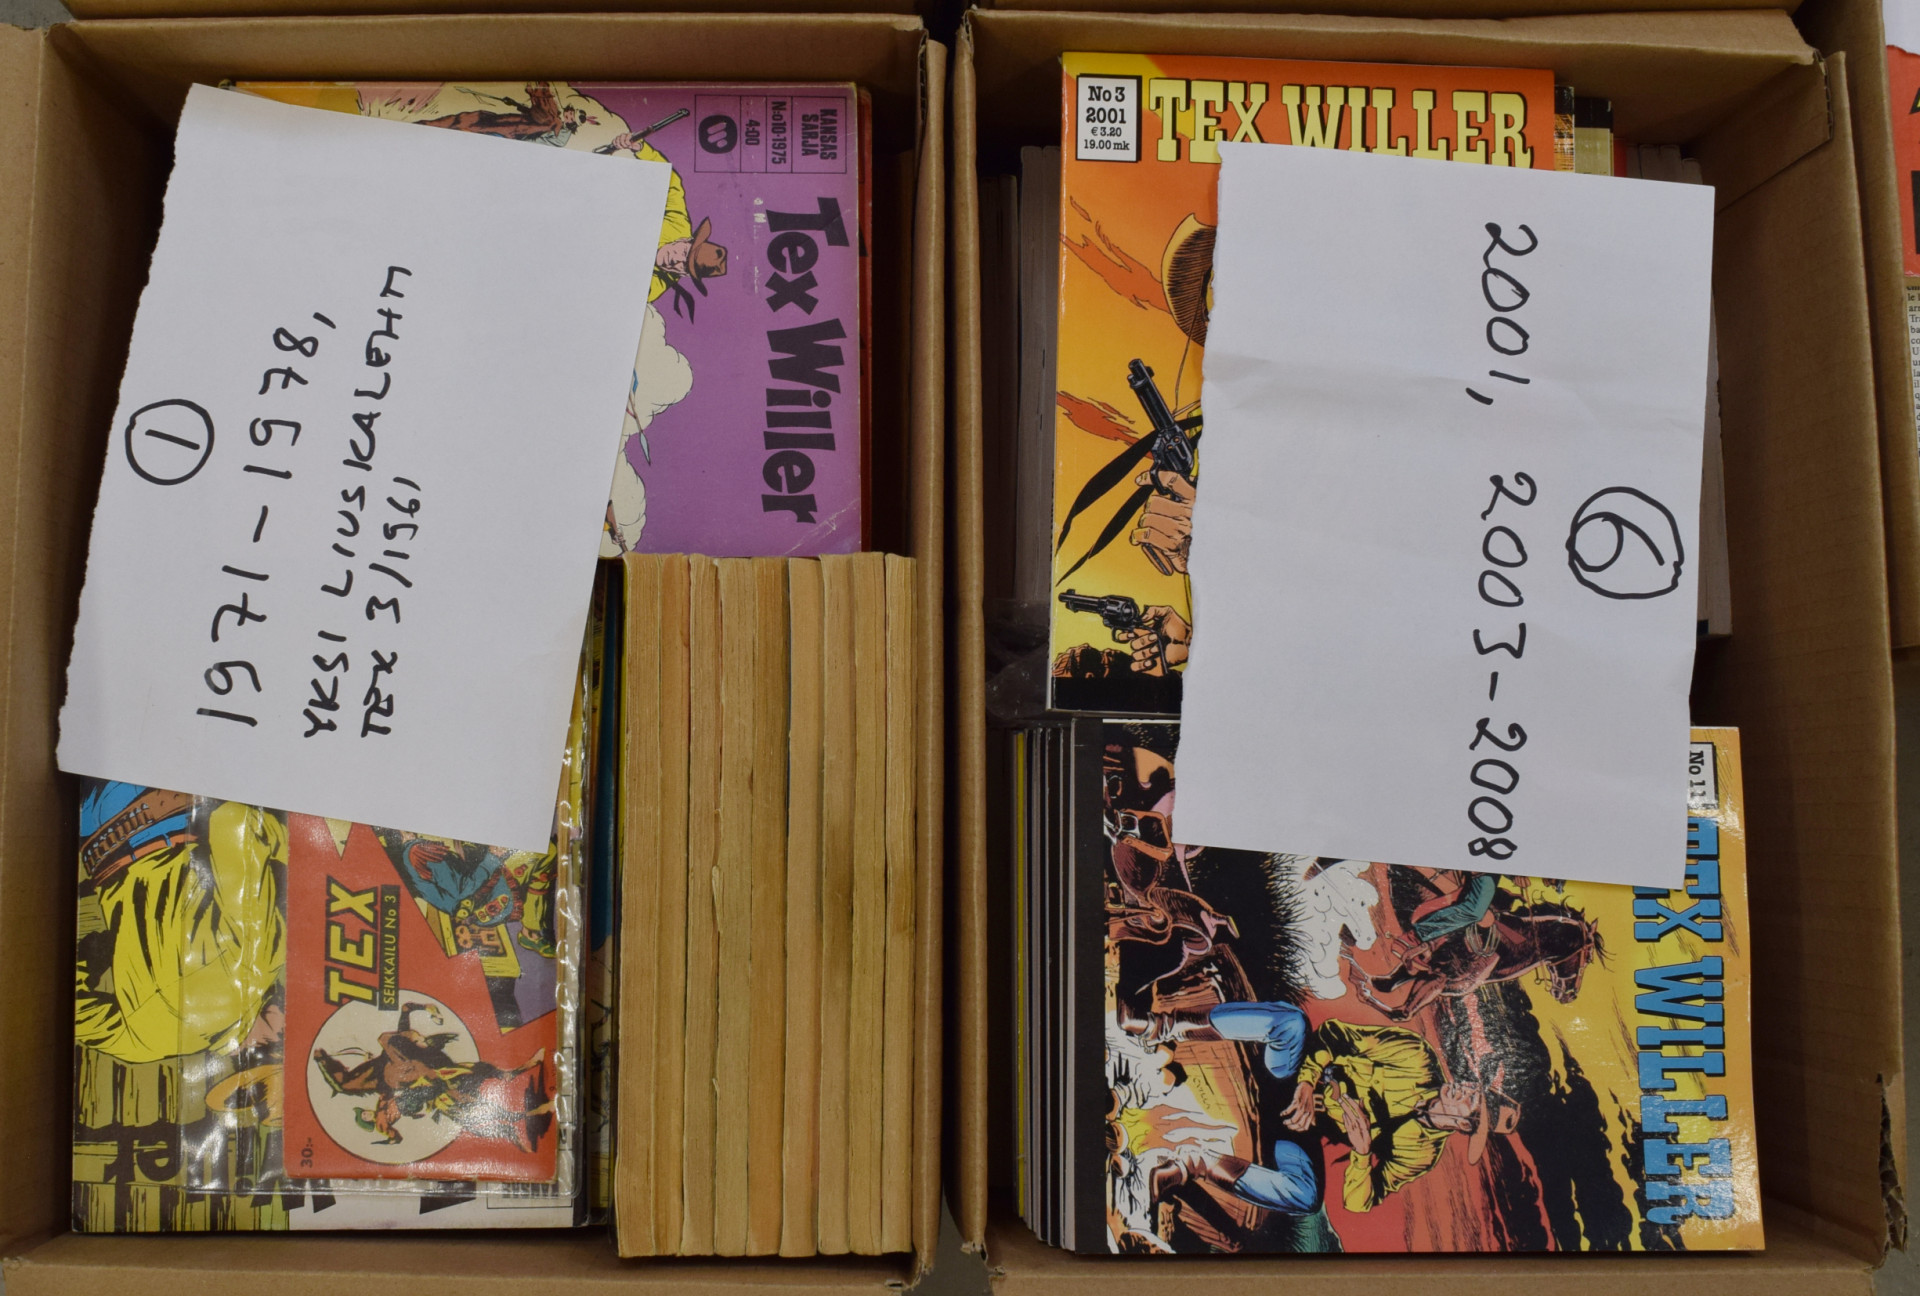 1
1971-1978,
YKSI LIUSKALEHTI
TEX 3/1961
KANSAS
SARJA
N:o 10 1975
4:00
Tex Willer
TEX
SEIKKAILU No 3
30:-
No 3
2001
€ 3.20
19.00 mk
TEX WILLER
6
2001, 2003-2008
No 11
TEX WILLER